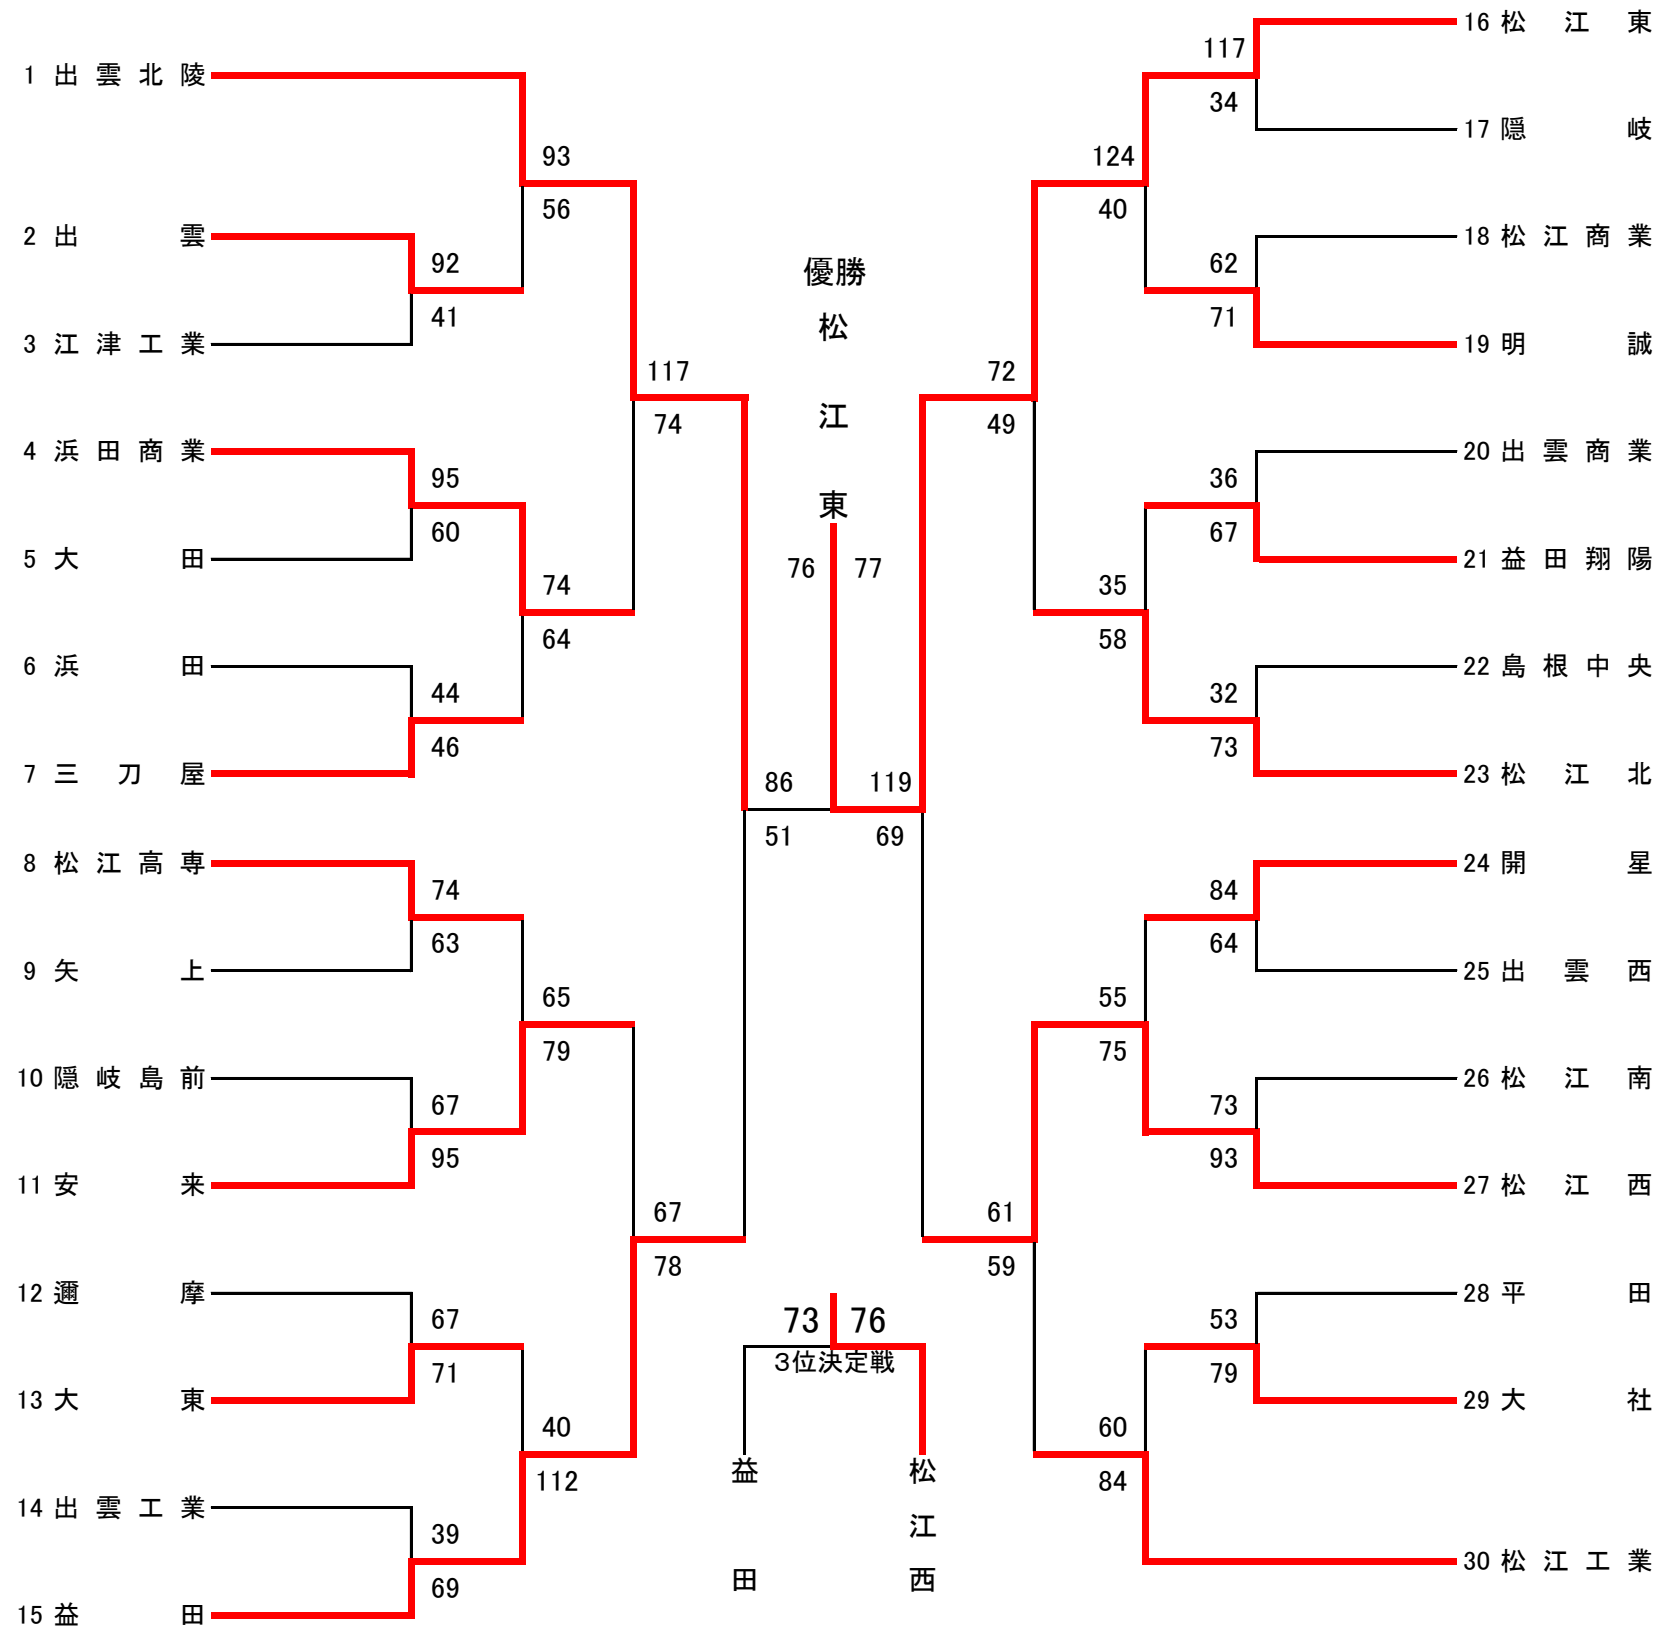 1 出雲北陵
2 出雲
3 江津工業
4 浜田商業
5 大田
6 浜田
7 三刀屋
8 松江高専
9 矢上
10 隠岐島前
11 安来
12 邇摩
13 大東
14 出雲工業
15 益田
92
41
95
60
44
46
74
63
67
95
67
71
39
69
93
56
74
64
65
79
40
112
117
74
67
78
86
51
優勝
松江東
76 77
119
69
73 76
3位決定戦
益田
松江西
72
49
61
59
124
40
35
58
55
75
60
84
117
34
62
71
36
67
32
73
84
64
73
93
53
79
16 松江東
17 隠岐
18 松江商業
19 明誠
20 出雲商業
21 益田翔陽
22 島根中央
23 松江北
24 開星
25 出雲西
26 松江南
27 松江西
28 平田
29 大社
30 松江工業